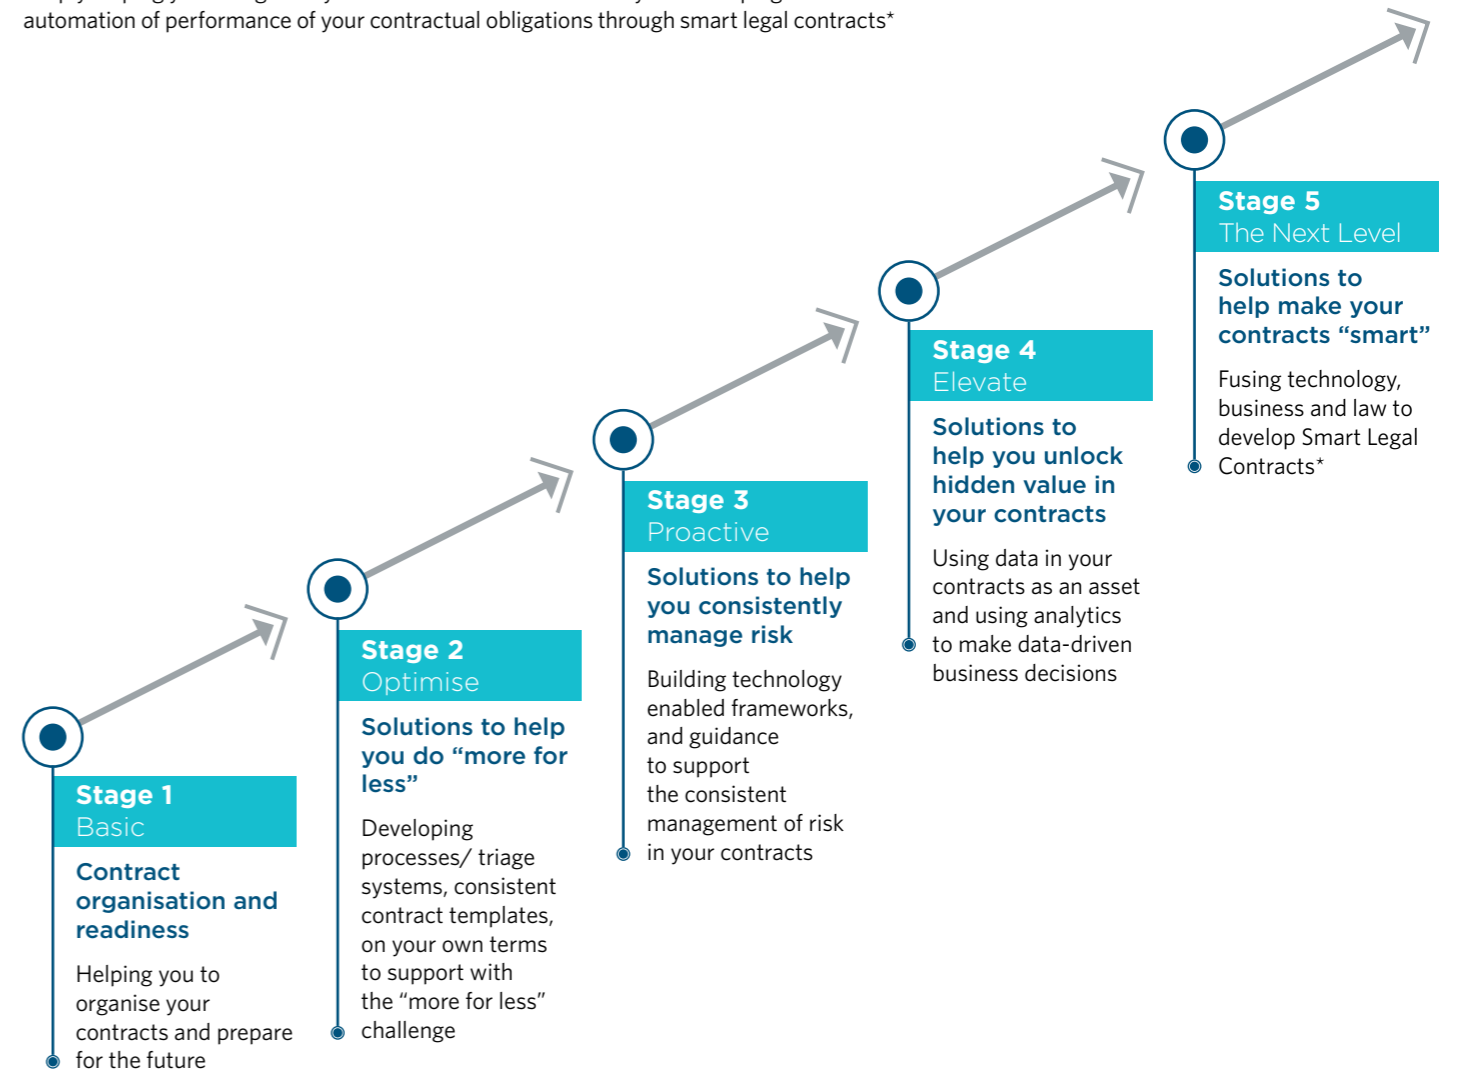 automation of performance of your contractual obligations through smart legal contracts*
Stage 5
The Next Level
Solutions to
help make your
contracts “smart”
Fusing technology,
business and law to
develop Smart Legal
Contracts*
Stage 4
Elevate
Solutions to
help you unlock
hidden value in
your contracts
Using data in your
contracts as an asset
and using analytics
to make data-driven
business decisions
Stage 3
Proactive
Solutions to help
you consistently
manage risk
Building technology
enabled frameworks,
and guidance
to support
the consistent
management of risk
in your contracts
Stage 2
Optimise
Solutions to help
you do “more for
less”
Developing
processes/ triage
systems, consistent
contract templates,
on your own terms
to support with
the “more for less”
challenge
Stage 1
Basic
Contract
organisation and
readiness
Helping you to
organise your
contracts and prepare
for the future